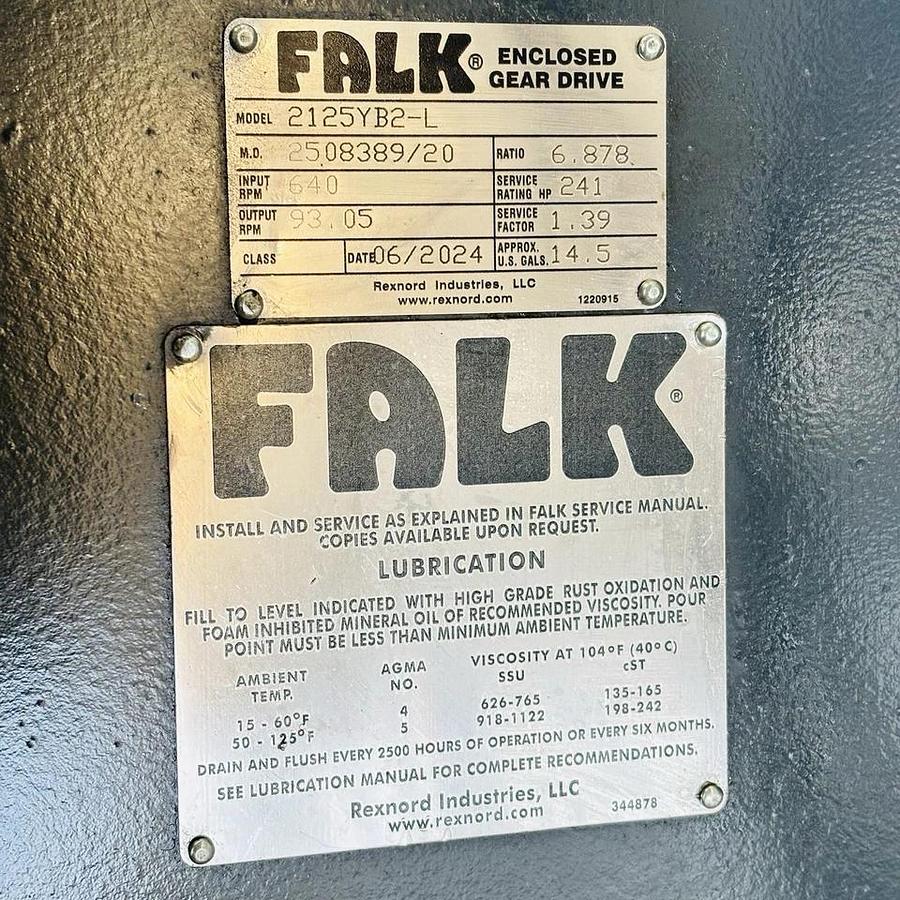 FALK® ENCLOSED
GEAR DRIVE
MODEL 2125YB2-L
M.O. 2508389/20 RATIO 6.878
INPUT RPM 640 SERVICE RATING HP 241
OUTPUT RPM 93.05 SERVICE FACTOR 1.39
CLASS DATE 06/2024 APPROX. U.S. GALS. 14.5
Rexnord Industries, LLC
www.rexnord.com 1220915
FALK®
INSTALL AND SERVICE AS EXPLAINED IN FALK SERVICE MANUAL.
COPIES AVAILABLE UPON REQUEST.
LUBRICATION
FILL TO LEVEL INDICATED WITH HIGH GRADE RUST OXIDATION AND
FOAM INHIBITED MINERAL OIL OF RECOMMENDED VISCOSITY. POUR
POINT MUST BE LESS THAN MINIMUM AMBIENT TEMPERATURE.
AMBIENT TEMP. AGMA NO. VISCOSITY AT 104°F (40°C)
SSU cST
15 - 60°F 4 626-765 135-165
50 - 125°F 5 918-1122 198-242
DRAIN AND FLUSH EVERY 2500 HOURS OF OPERATION OR EVERY SIX MONTHS.
SEE LUBRICATION MANUAL FOR COMPLETE RECOMMENDATIONS.
Rexnord Industries, LLC
www.rexnord.com 344878